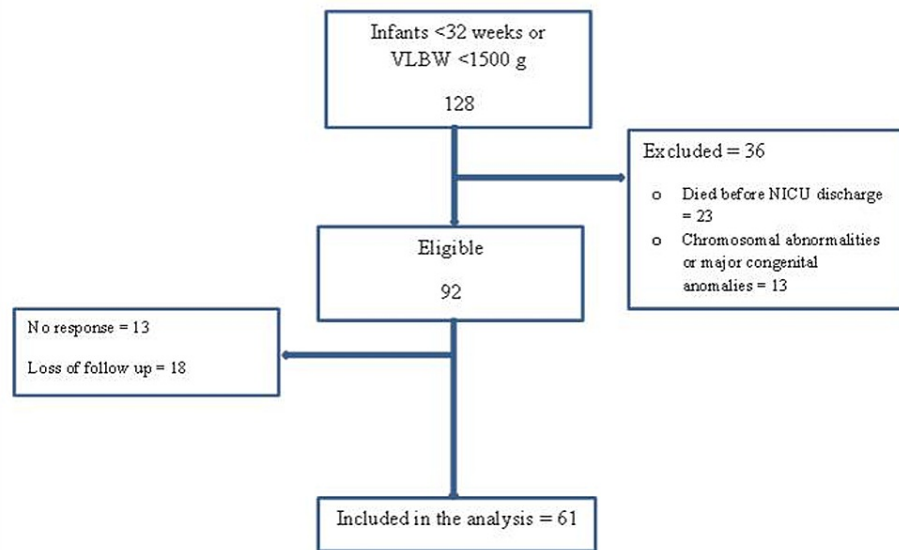 Infants <32 weeks or
VLBW <1500 g
128
Excluded = 36
o Died before NICU discharge
= 23
o Chromosomal abnormalities
or major congenital
anomalies = 13
Eligible
92
No response = 13
Loss of follow up = 18
Included in the analysis = 61